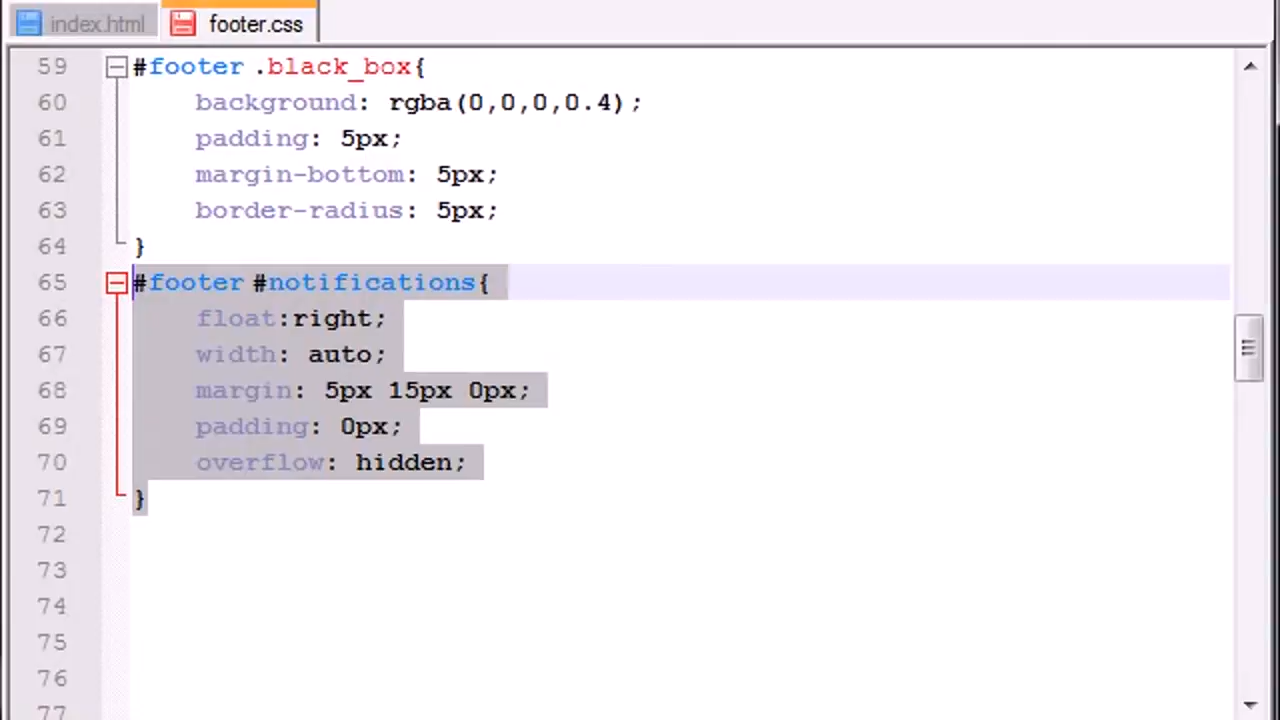 index.html footer.css
59 #footer .black_box{
60 background: rgba(0,0,0,0.4);
61 padding: 5px;
62 margin-bottom: 5px;
63 border-radius: 5px;
64 }
65 #footer #notifications{
66 float:right;
67 width: auto;
68 margin: 5px 15px 0px;
69 padding: 0px;
70 overflow: hidden;
71 }
72
73
74
75
76
77